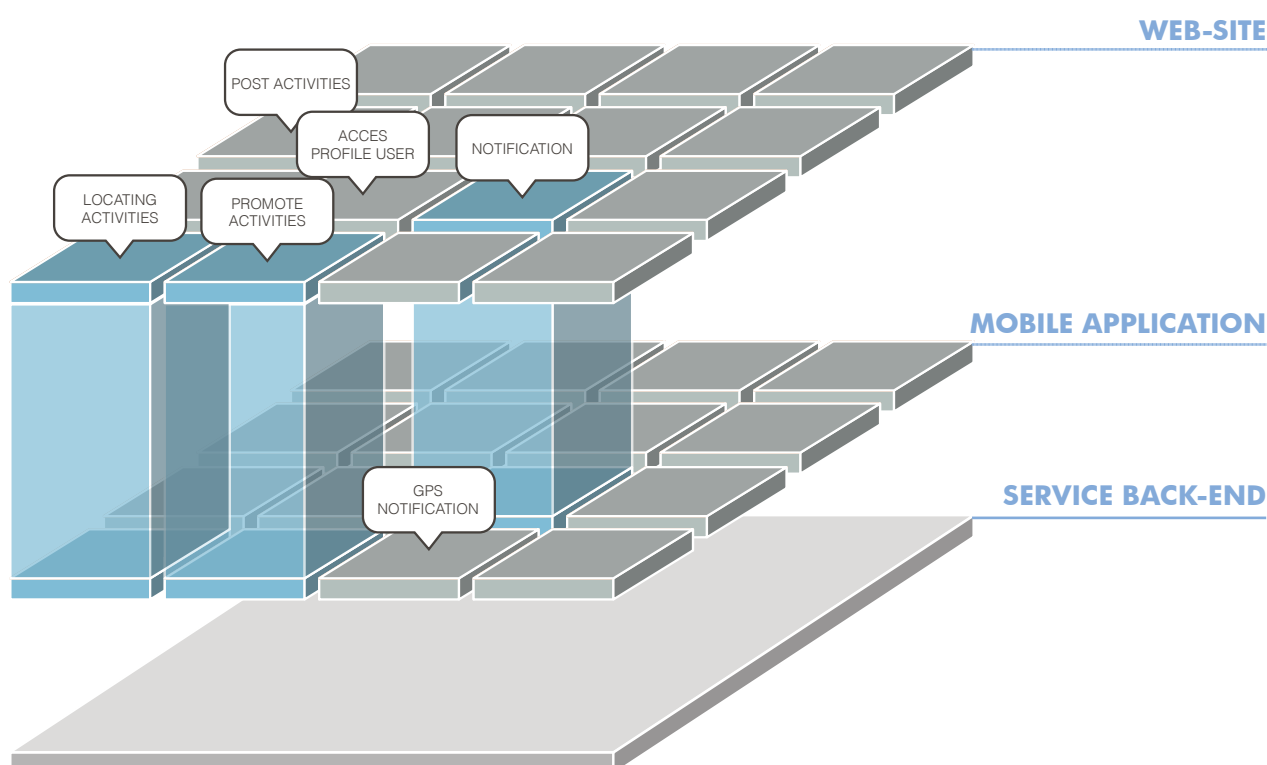 WEB-SITE
POST ACTIVITIES
ACCES
PROFILE USER
NOTIFICATION
LOCATING
ACTIVITIES
PROMOTE
ACTIVITIES
MOBILE APPLICATION
GPS
NOTIFICATION
SERVICE BACK-END